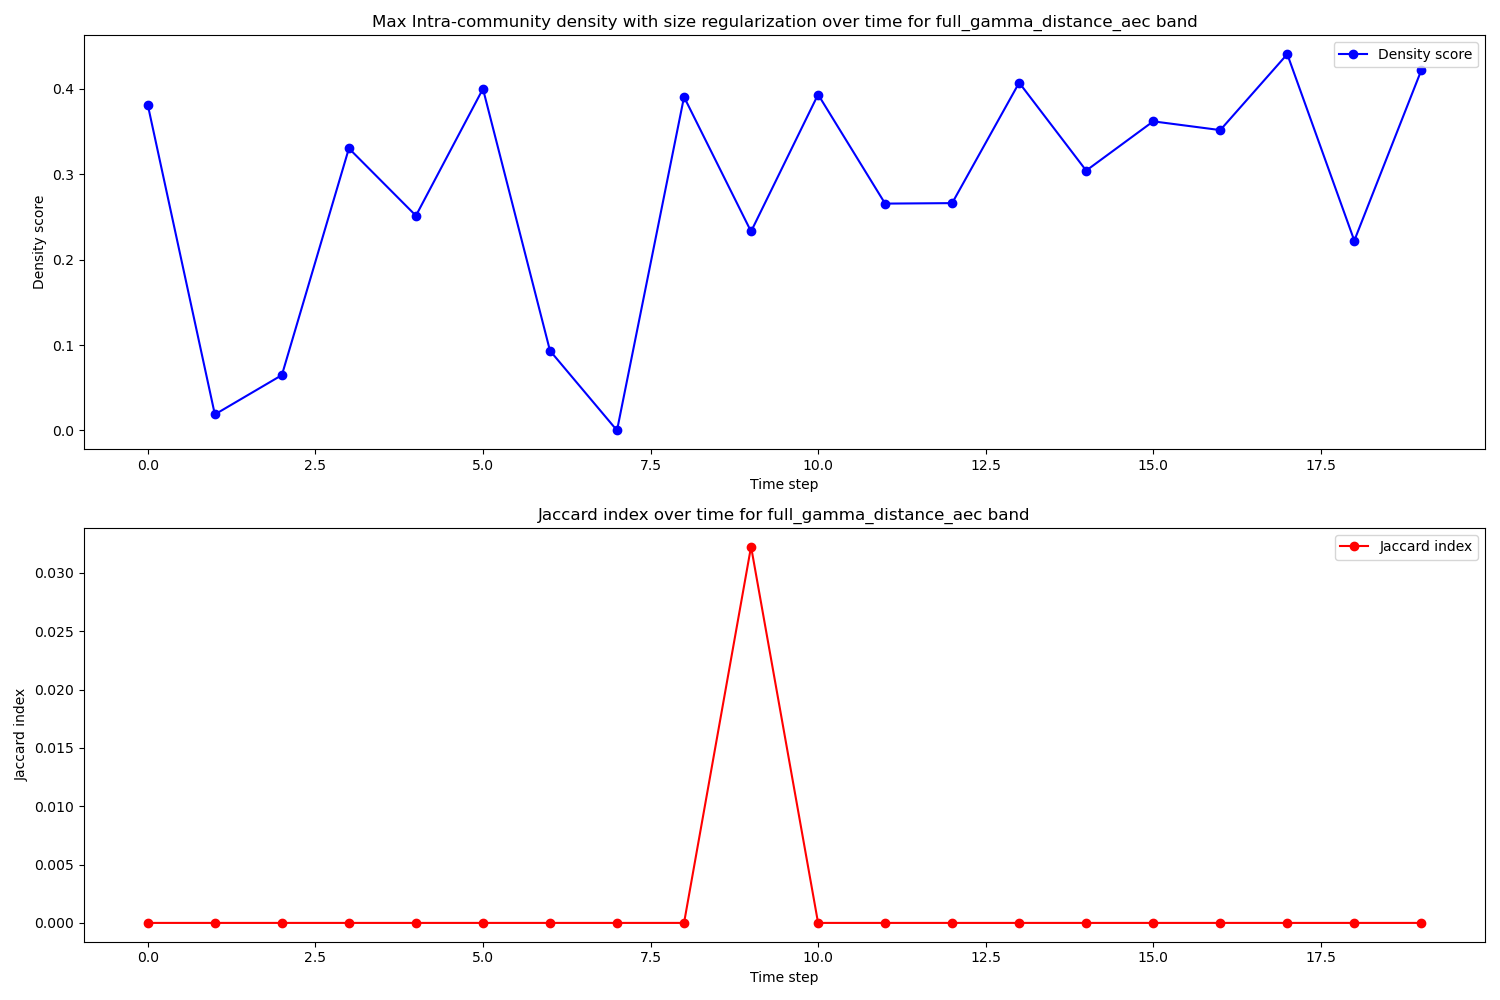 Max Intra-community density with size regularization over time for full_gamma_distance_aec band
Density score
0.4
0.3
0.2
0.1
0.0
Density score
0.0 2.5 5.0 7.5 10.0 12.5 15.0 17.5
Time step
Jaccard index over time for full_gamma_distance_aec band
Jaccard index
0.030
0.025
0.020
0.015
0.010
0.005
0.000
Jaccard index
0.0 2.5 5.0 7.5 10.0 12.5 15.0 17.5
Time step